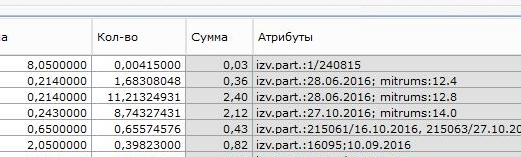 на Кол-во Сумма Атрибуты
8,0500000 0,00415000 0,03 izv.part.:1/240815
0,2140000 1,68308048 0,36 izv.part.:28.06.2016; mitrums:12.4
0,2140000 11,21324931 2,40 izv.part.:28.06.2016; mitrums:12.8
0,2430000 8,74327431 2,12 izv.part.:27.10.2016; mitrums:14.0
0,6500000 0,65574576 0,43 izv.part.:215061/16.10.2016, 215063/27.10.20
2,0500000 0,39823000 0,82 izv.part.:16095;10.09.2016